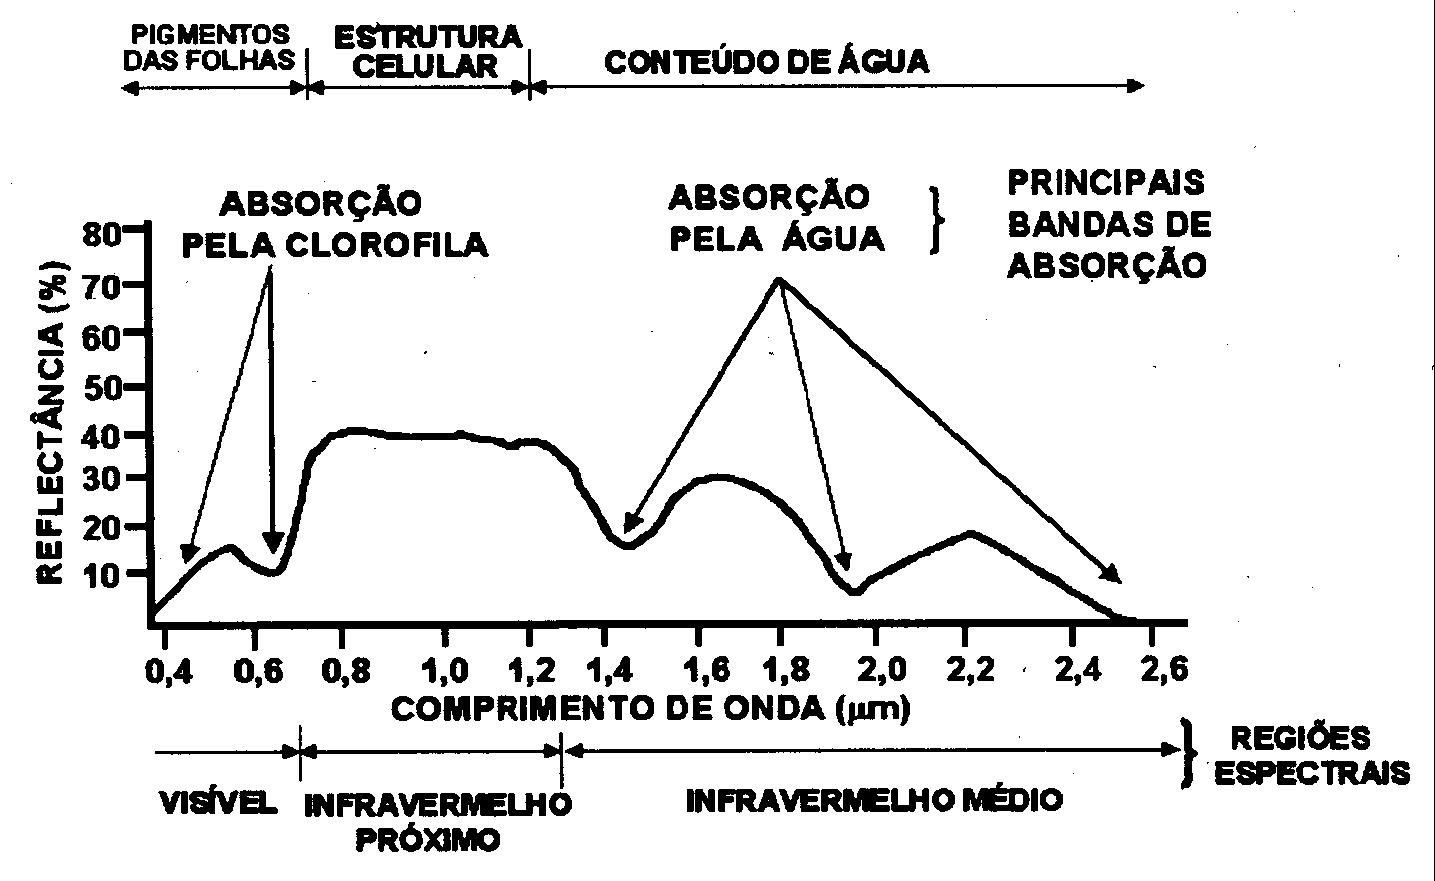 PIGMENTOS
DAS FOLHAS
ESTRUTURA
CELULAR
CONTEÚDO DE ÁGUA
ABSORÇÃO
PELA CLOROFILA
ABSORÇÃO
PELA ÁGUA
}
PRINCIPAIS
BANDAS DE
ABSORÇÃO
REFLECTÂNCIA (%)
80
70
60
50
40
30
20
10
0,4 0,6 0,8 1,0 1,2 1,4 1,6 1,8 2,0 2,2 2,4 2,6
COMPRIMENTO DE ONDA (μm)
VISÍVEL
INFRAVERMELHO
PRÓXIMO
INFRAVERMELHO MÉDIO
}
REGIÕES
ESPECTRAIS